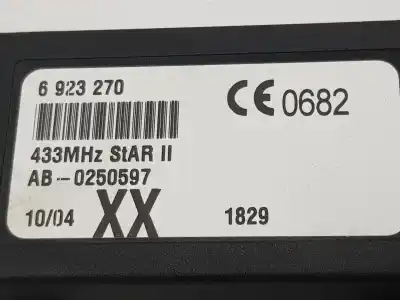 6 923 270
CE 0682
433MHz StAR II
AB--0250597
10/04 XX 1829